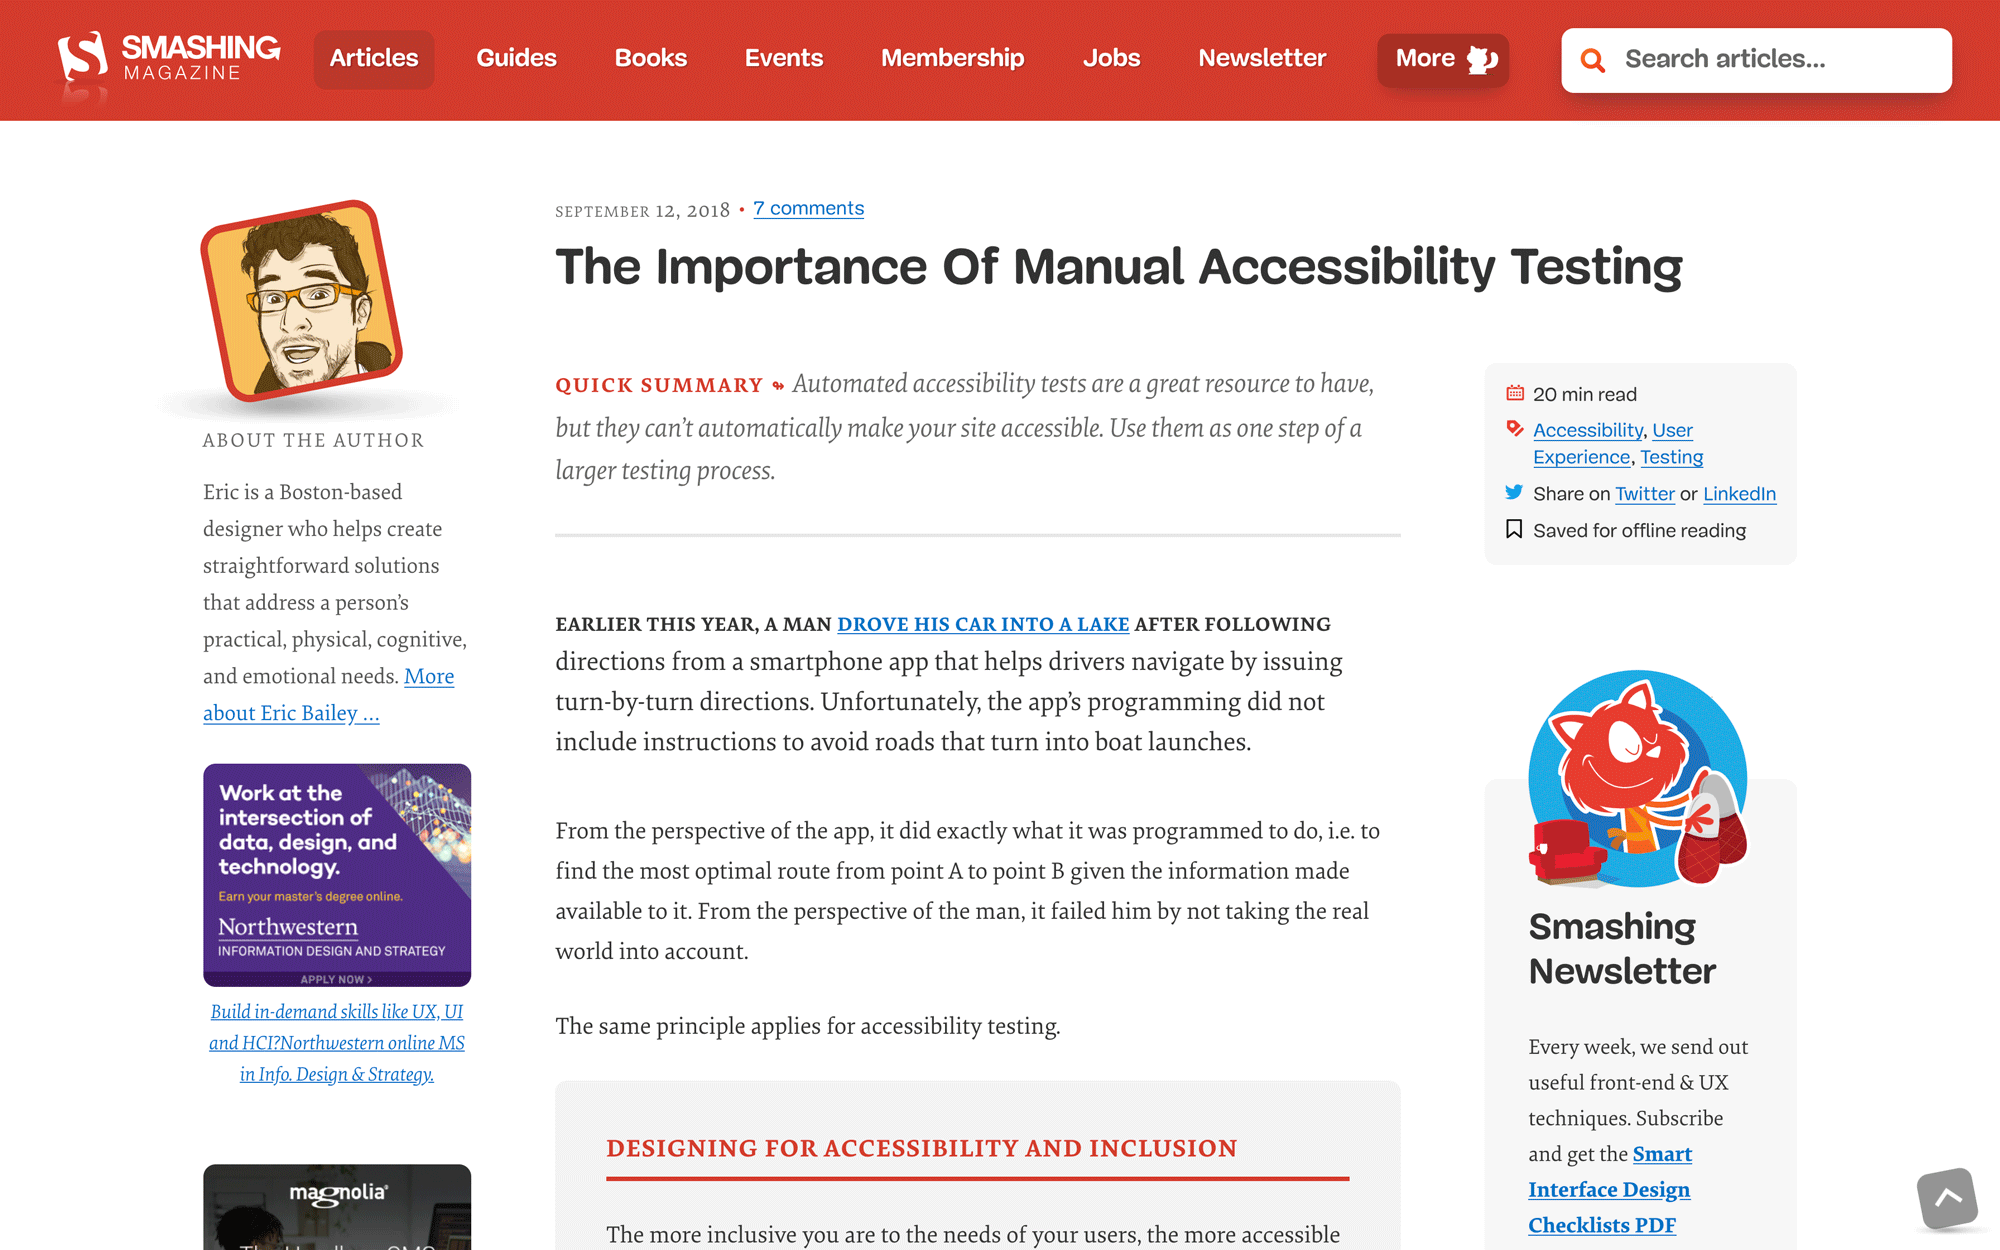 SMASHING
MAGAZINE
Articles
Guides
Books
Events
Membership
Jobs
Newsletter
More
Search articles...
SEPTEMBER 12, 2018 • 7 comments
The Importance Of Manual Accessibility Testing
ABOUT THE AUTHOR
Eric is a Boston-based
designer who helps create
straightforward solutions
that address a person’s
practical, physical, cognitive,
and emotional needs. More
about Eric Bailey …
Work at the
intersection of
data, design, and
technology.
Earn your master's degree online.
Northwestern
INFORMATION DESIGN AND STRATEGY
APPLY NOW >
Build in-demand skills like UX, UI
and HCI?Northwestern online MS
in Info. Design & Strategy.
magnolia®
QUICK SUMMARY ↬ Automated accessibility tests are a great resource to have,
but they can’t automatically make your site accessible. Use them as one step of a
larger testing process.
EARLIER THIS YEAR, A MAN DROVE HIS CAR INTO A LAKE AFTER FOLLOWING
directions from a smartphone app that helps drivers navigate by issuing
turn-by-turn directions. Unfortunately, the app’s programming did not
include instructions to avoid roads that turn into boat launches.
From the perspective of the app, it did exactly what it was programmed to do, i.e. to
find the most optimal route from point A to point B given the information made
available to it. From the perspective of the man, it failed him by not taking the real
world into account.
The same principle applies for accessibility testing.
DESIGNING FOR ACCESSIBILITY AND INCLUSION
The more inclusive you are to the needs of your users, the more accessible
20 min read
Accessibility, User
Experience, Testing
Share on Twitter or LinkedIn
Saved for offline reading
Smashing
Newsletter
Every week, we send out
useful front-end & UX
techniques. Subscribe
and get the Smart
Interface Design
Checklists PDF